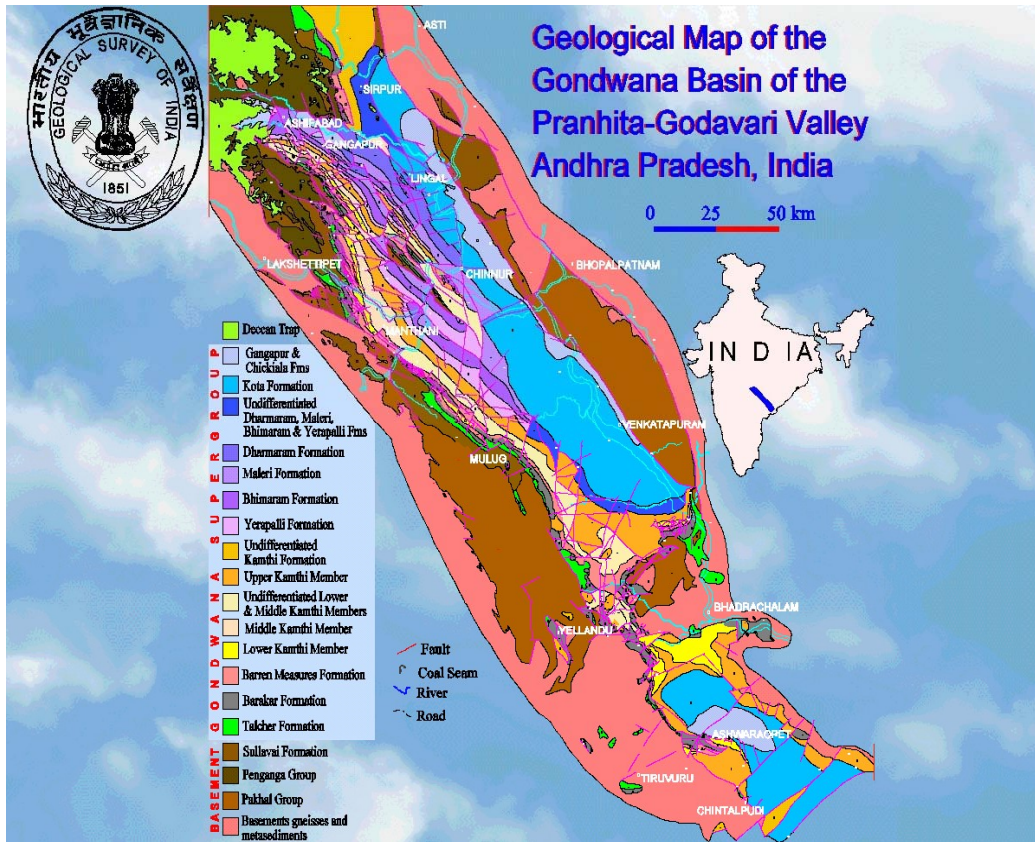 भारतीय भूवैज्ञानिक सर्वेक्षण
GEOLOGICAL SURVEY OF INDIA
1851
Geological Map of the
Gondwana Basin of the
Pranhita-Godavari Valley
Andhra Pradesh, India
0 25 50 km
INDIA
ASTI
SIRPUR
ASHIFABAD
GANGAPUR
LINGAL
LAKSHETTIPET
CHINNUR
BHOPALPATNAM
MANTHANI
VENKATAPURAM
MULUG
BHADRACHALAM
YELLANDU
ASHWARAOPET
TIRUVURU
CHINTALPUDI
Deccan Trap
GONDWANA SUPERGROUP
Gangapur &
Chickiala Fms
Kota Formation
Undifferentiated
Dharmaram, Maleri,
Bhimaram & Yerapalli Fms
Dharmaram Formation
Maleri Formation
Bhimaram Formation
Yerapalli Formation
Undifferentiated
Kamthi Formation
Upper Kamthi Member
Undifferentiated Lower
& Middle Kamthi Members
Middle Kamthi Member
Lower Kamthi Member
Barren Measures Formation
Barakar Formation
Talcher Formation
BASEMENT
Sullavai Formation
Penganga Group
Pakhal Group
Basements gneisses and
metasediments
Fault
Coal Seam
River
Road